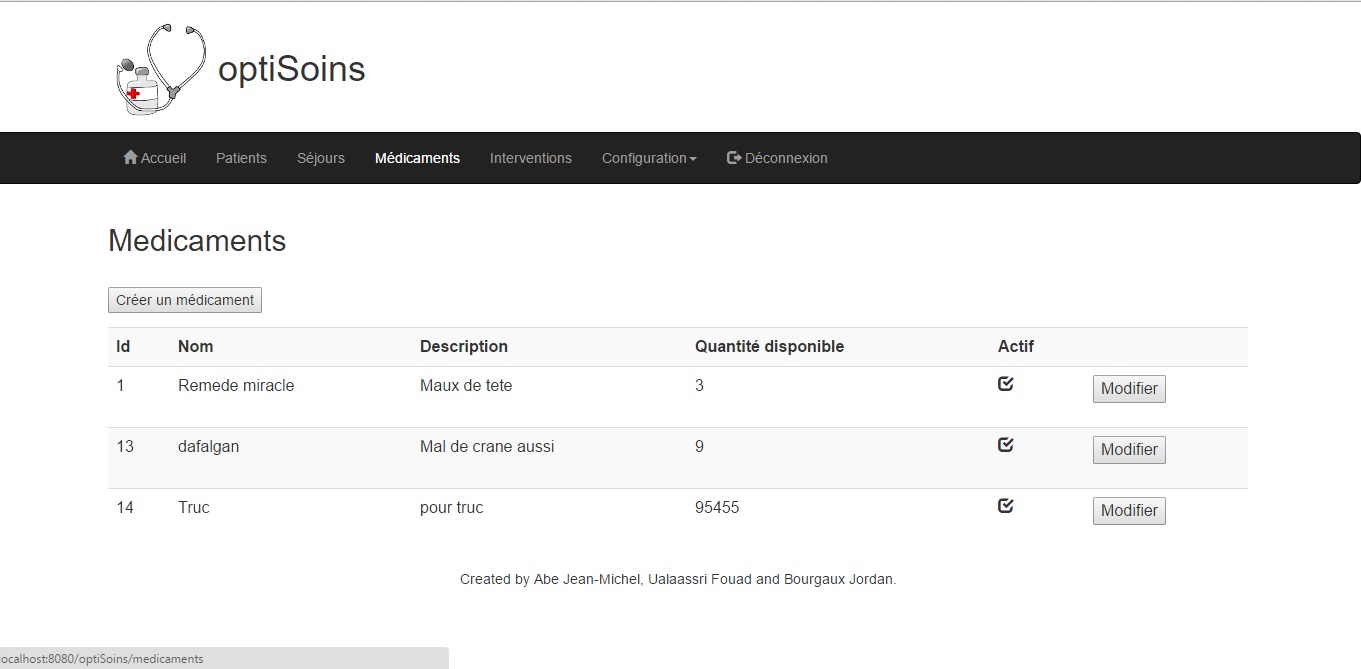 optiSoins
Accueil Patients Séjours Médicaments Interventions Configuration Déconnexion
Medicaments
Créer un médicament
Id Nom Description Quantité disponible Actif
1 Remede miracle Maux de tete 3 Modifier
13 dafalgan Mal de crane aussi 9 Modifier
14 Truc pour truc 95455 Modifier
Created by Abe Jean-Michel, Ualaassri Fouad and Bourgaux Jordan.
localhost:8080/optiSoins/medicaments